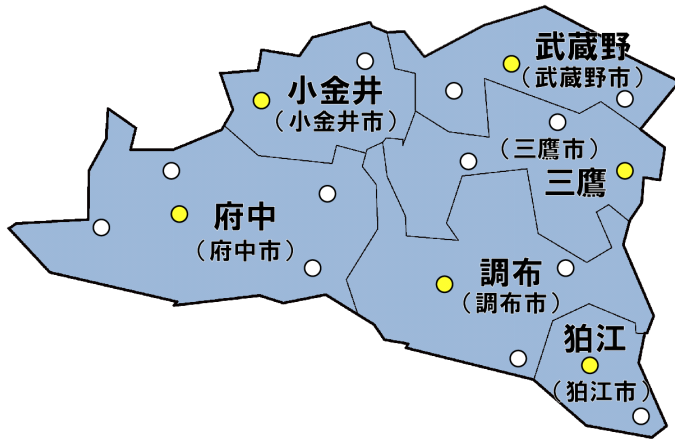 武蔵野
（武蔵野市）
小金井
（小金井市）
（三鷹市）
三鷹
府中
（府中市）
調布
（調布市）
狛江
（狛江市）